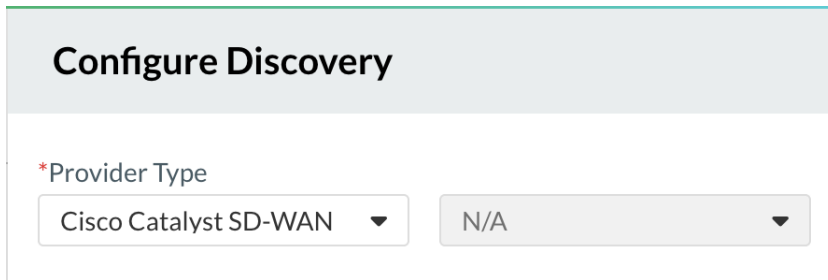 Configure Discovery
*Provider Type
Cisco Catalyst SD-WAN N/A